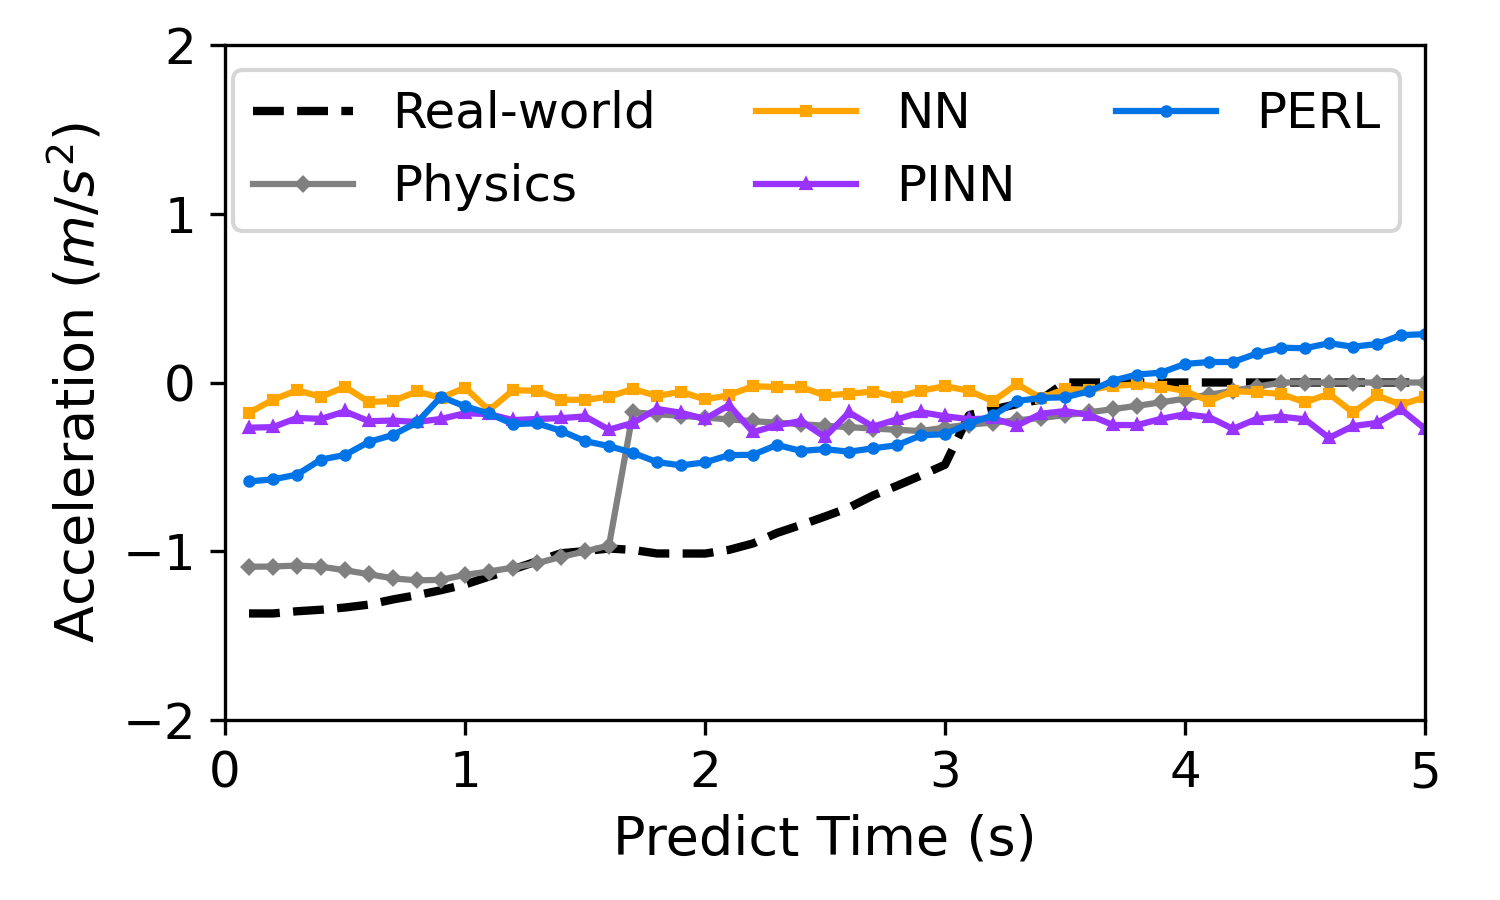 Acceleration (m/s²)
2
1
0
−1
−2
Real-world
NN
PERL
Physics
PINN
0 1 2 3 4 5
Predict Time (s)